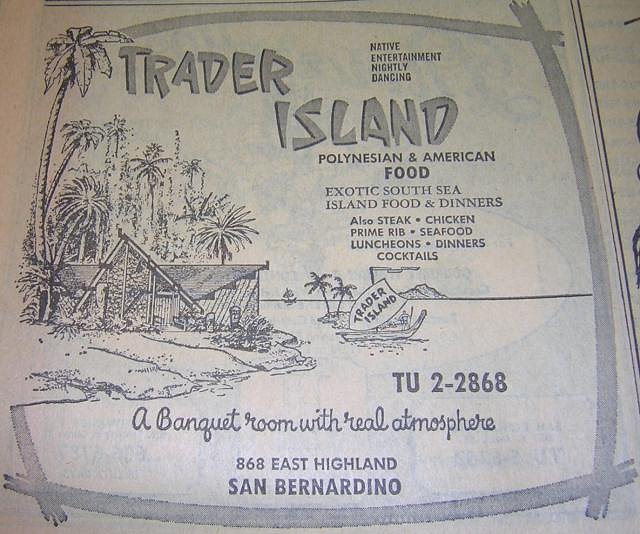 TRADER
ISLAND
NATIVE
ENTERTAINMENT
NIGHTLY
DANCING
POLYNESIAN & AMERICAN
FOOD
EXOTIC SOUTH SEA
ISLAND FOOD & DINNERS
Also STEAK • CHICKEN
PRIME RIB • SEAFOOD
LUNCHEONS • DINNERS
COCKTAILS
TRADER
ISLAND
TU 2-2868
A Banquet room with real atmosphere
868 EAST HIGHLAND
SAN BERNARDINO